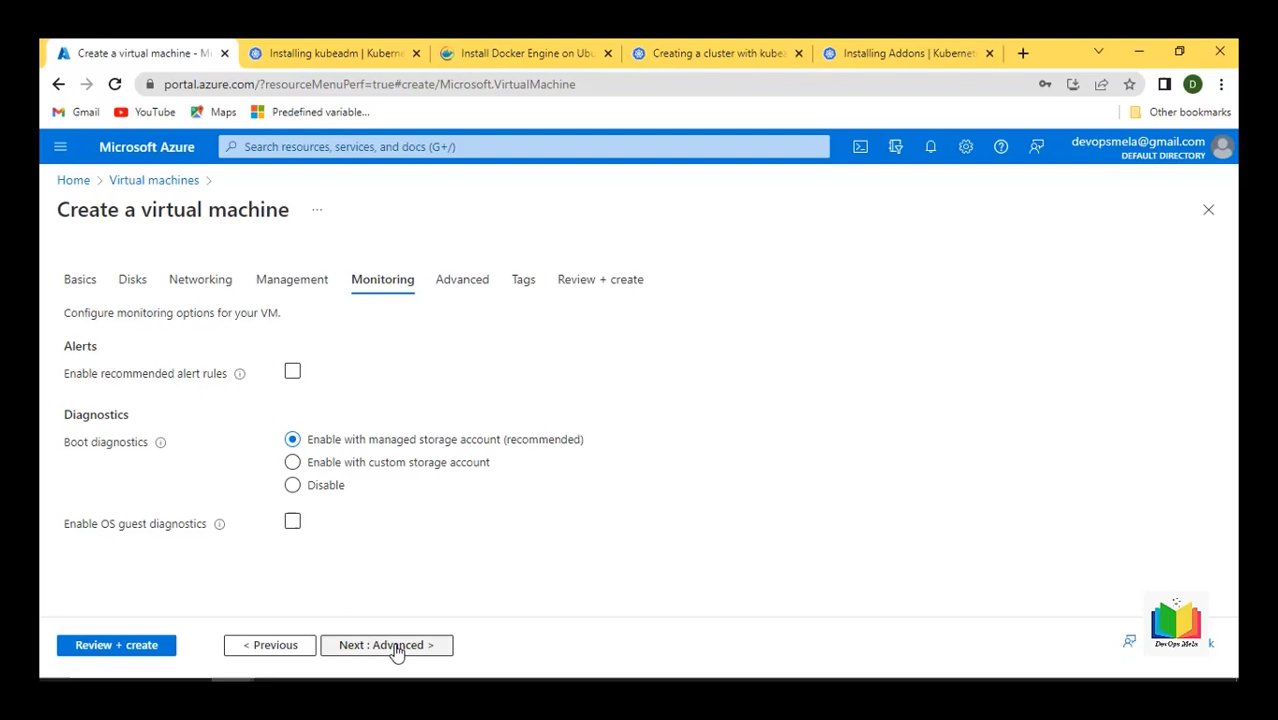 Create a virtual machine - M
Installing kubeadm | Kuberne
Install Docker Engine on Ubu
Creating a cluster with kubea
Installing Addons | Kubernet
portal.azure.com/?resourceMenuPerf=true#create/Microsoft.VirtualMachine
D
Gmail
YouTube
Maps
Predefined variable...
Other bookmarks
Microsoft Azure
Search resources, services, and docs (G+/)
devopsmela@gmail.com
DEFAULT DIRECTORY
Home > Virtual machines >
Create a virtual machine ...
Basics
Disks
Networking
Management
Monitoring
Advanced
Tags
Review + create
Configure monitoring options for your VM.
Alerts
Enable recommended alert rules
Diagnostics
Boot diagnostics
Enable with managed storage account (recommended)
Enable with custom storage account
Disable
Enable OS guest diagnostics
Review + create
< Previous
Next : Advanced >
DevOps Mela
k